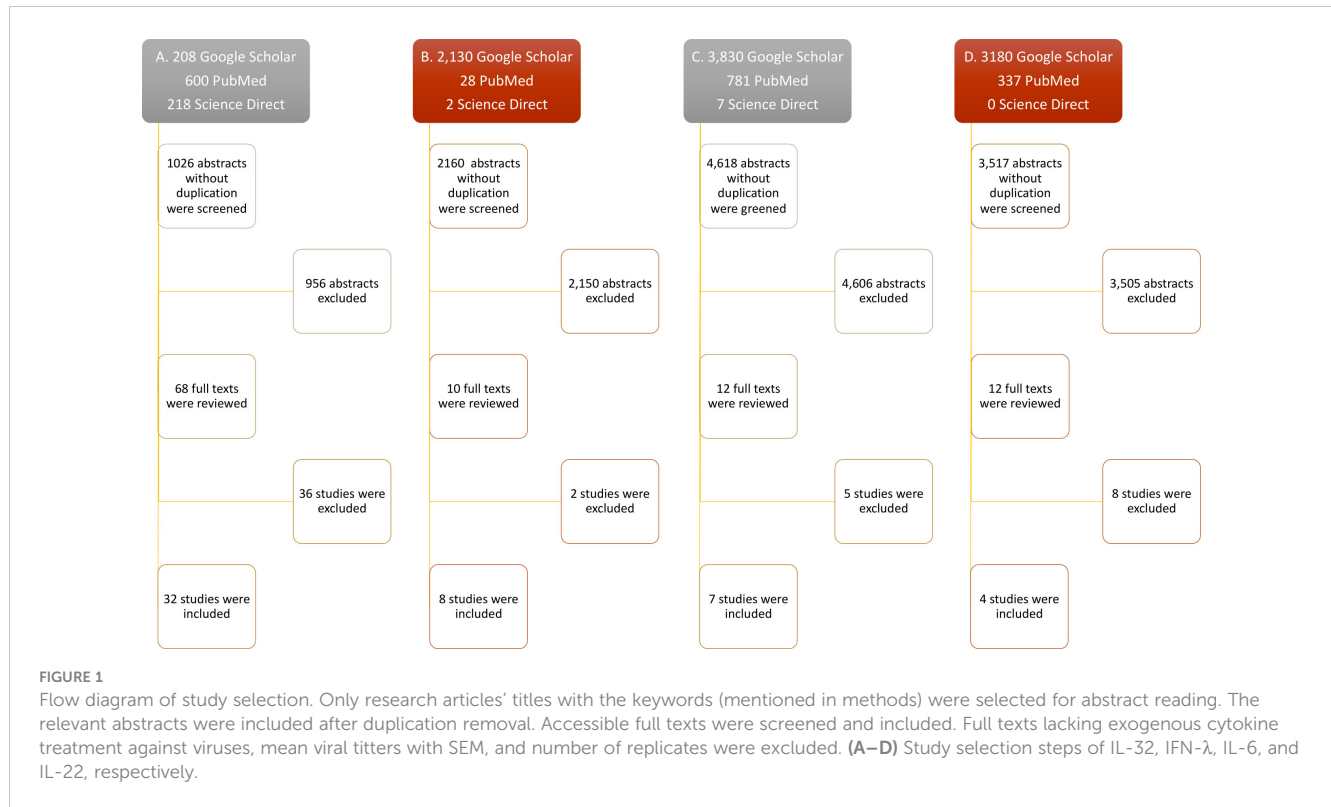 A. 208 Google Scholar
600 PubMed
218 Science Direct
B. 2,130 Google Scholar
28 PubMed
2 Science Direct
C. 3,830 Google Scholar
781 PubMed
7 Science Direct
D. 3180 Google Scholar
337 PubMed
0 Science Direct
1026 abstracts
without
duplication
were screened
2160 abstracts
without
duplication
were screened
4,618 abstracts
without
duplication
were greened
3,517 abstracts
without
duplication
were screened
956 abstracts
excluded
2,150 abstracts
excluded
4,606 abstracts
excluded
3,505 abstracts
excluded
68 full texts
were reviewed
10 full texts
were reviewed
12 full texts
were reviewed
12 full texts
were reviewed
36 studies were
excluded
2 studies were
excluded
5 studies were
excluded
8 studies were
excluded
32 studies were
included
8 studies were
included
7 studies were
included
4 studies were
included
FIGURE 1
Flow diagram of study selection. Only research articles’ titles with the keywords (mentioned in methods) were selected for abstract reading. The
relevant abstracts were included after duplication removal. Accessible full texts were screened and included. Full texts lacking exogenous cytokine
treatment against viruses, mean viral titters with SEM, and number of replicates were excluded. (A–D) Study selection steps of IL-32, IFN-λ, IL-6, and
IL-22, respectively.